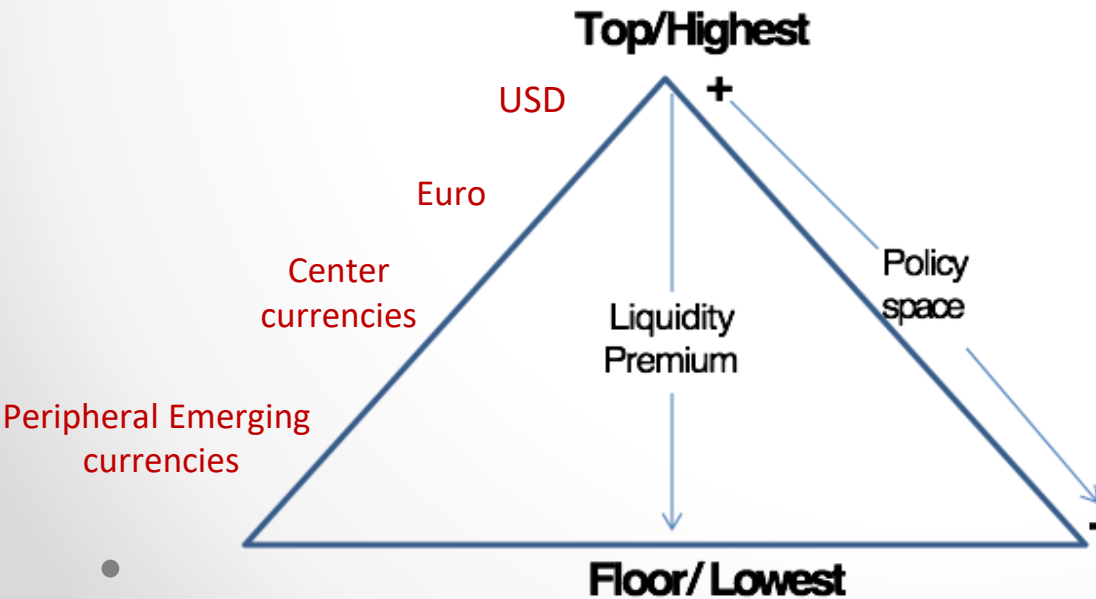 Top/Highest
+
USD
Euro
Center
currencies
Policy
space
Liquidity
Premium
Peripheral Emerging
currencies
-
Floor/Lowest